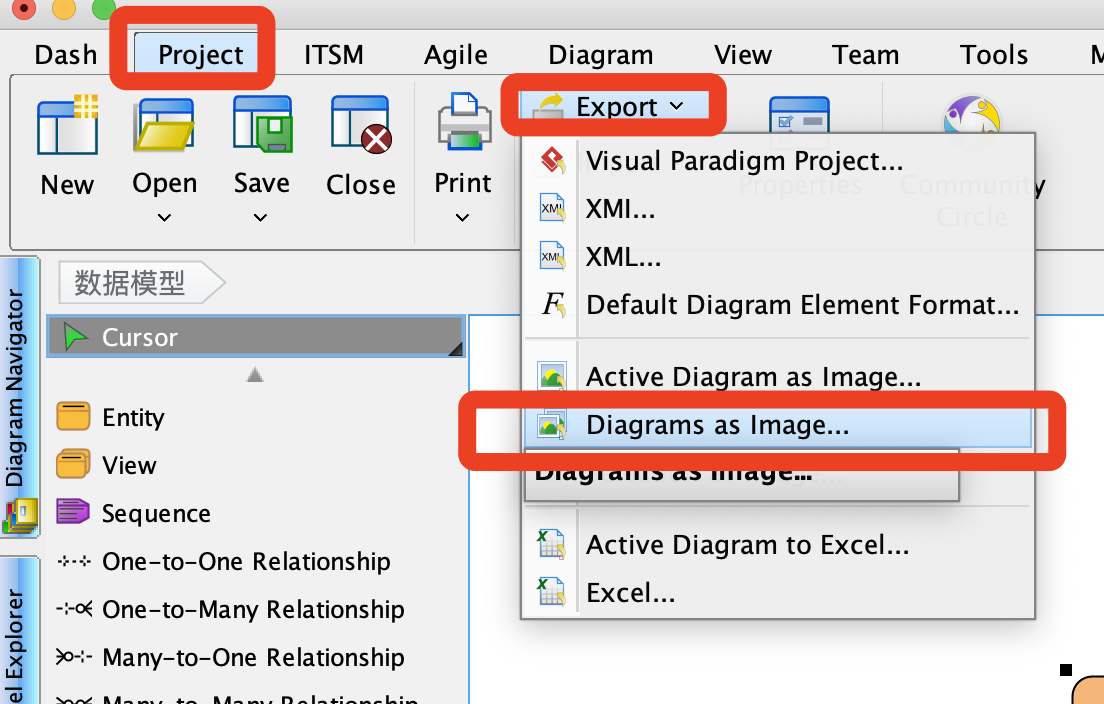 Dash Project ITSM Agile Diagram View Team Tools M
New Open Save Close Print Export
Properties Community Circle
Visual Paradigm Project...
XMI...
XML...
Default Diagram Element Format...
Active Diagram as Image...
Diagrams as Image...
Diagrams as Image...
Active Diagram to Excel...
Excel...
数据模型
Diagram Navigator
Cursor
Entity
View
Sequence
One-to-One Relationship
One-to-Many Relationship
Many-to-One Relationship
Many-to-Many Relationship
el Explorer